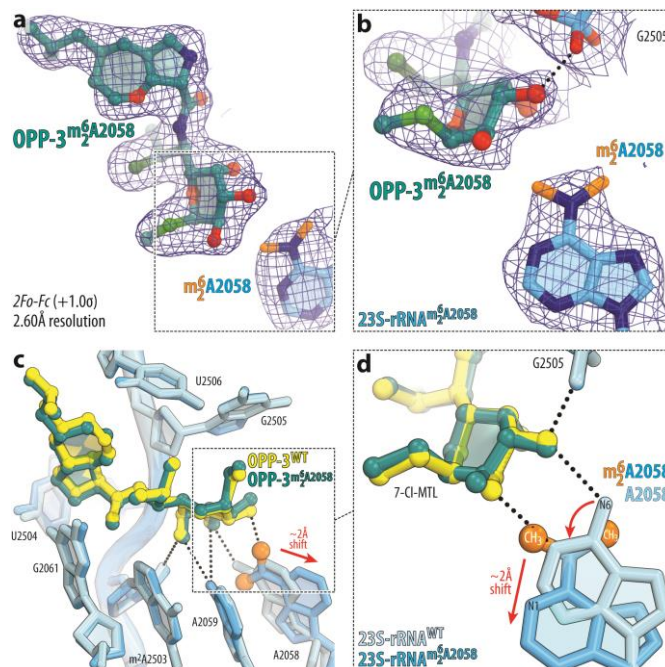 a
OPP-3m⁶₂A2058
m⁶₂A2058
2Fo-Fc (+1.0σ)
2.60Å resolution
b
G2505
m⁶₂A2058
OPP-3m⁶₂A2058
23S-rRNAm⁶₂A2058
c
U2506
G2505
OPP-3WT
OPP-3m⁶₂A2058
~2Å
shift
U2504
G2061
m²A2503
A2059
A2058
d
G2505
7-Cl-MTL
m⁶₂A2058
A2058
N6
CH₃
CH₃
~2Å
shift
N1
23S-rRNAWT
23S-rRNAm⁶₂A2058